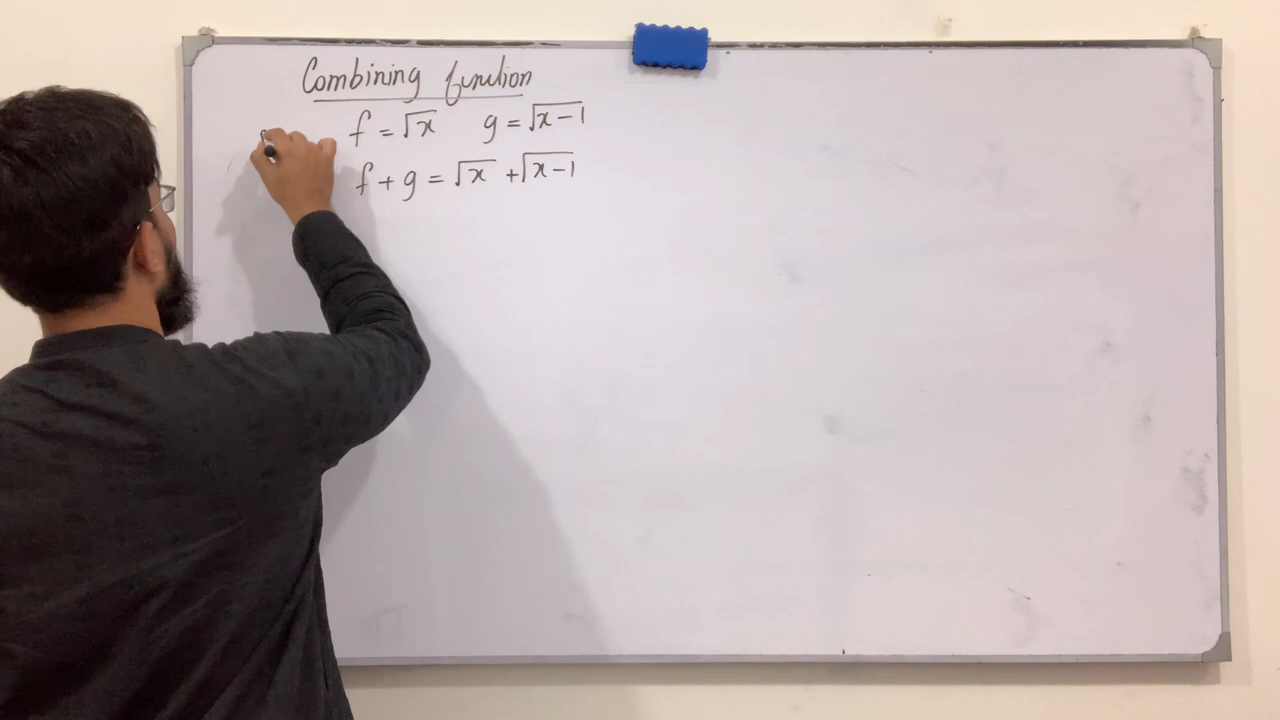 Combining function
f = √x g = √x-1
f + g = √x + √x-1